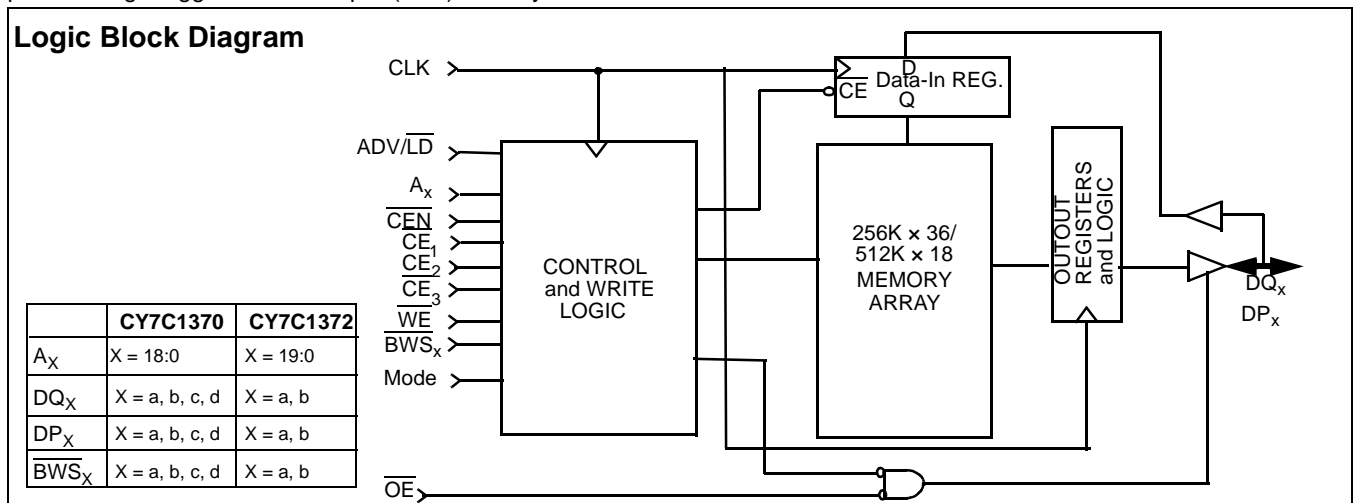 Logic Block Diagram
CLK
D
CE Data-In REG.
Q
ADV/LD
Ax
CEN
CE1
CE2
CE3
WE
BWSx
Mode
CONTROL
and WRITE
LOGIC
256K × 36/
512K × 18
MEMORY
ARRAY
OUTOUT
REGISTERS
and LOGIC
DQx
DPx
OE
CY7C1370 CY7C1372
AX X = 18:0 X = 19:0
DQX X = a, b, c, d X = a, b
DPX X = a, b, c, d X = a, b
BWSX X = a, b, c, d X = a, b